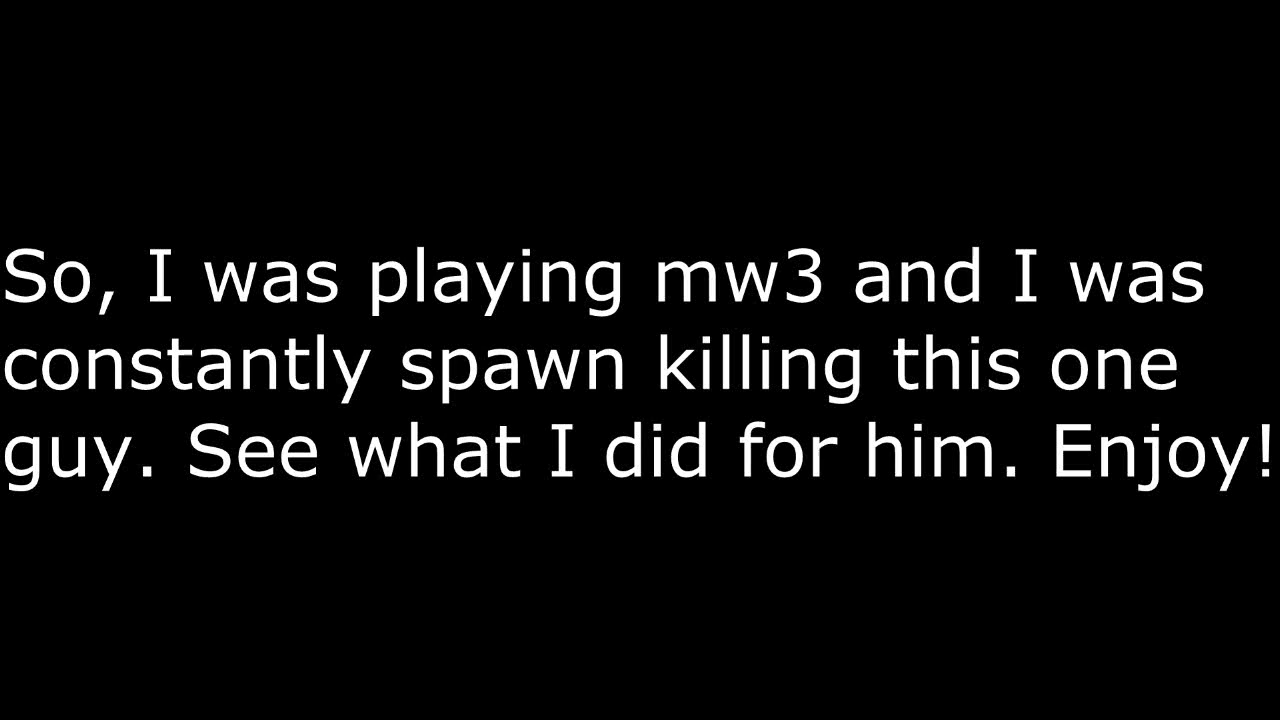 So, I was playing mw3 and I was
constantly spawn killing this one
guy. See what I did for him. Enjoy!